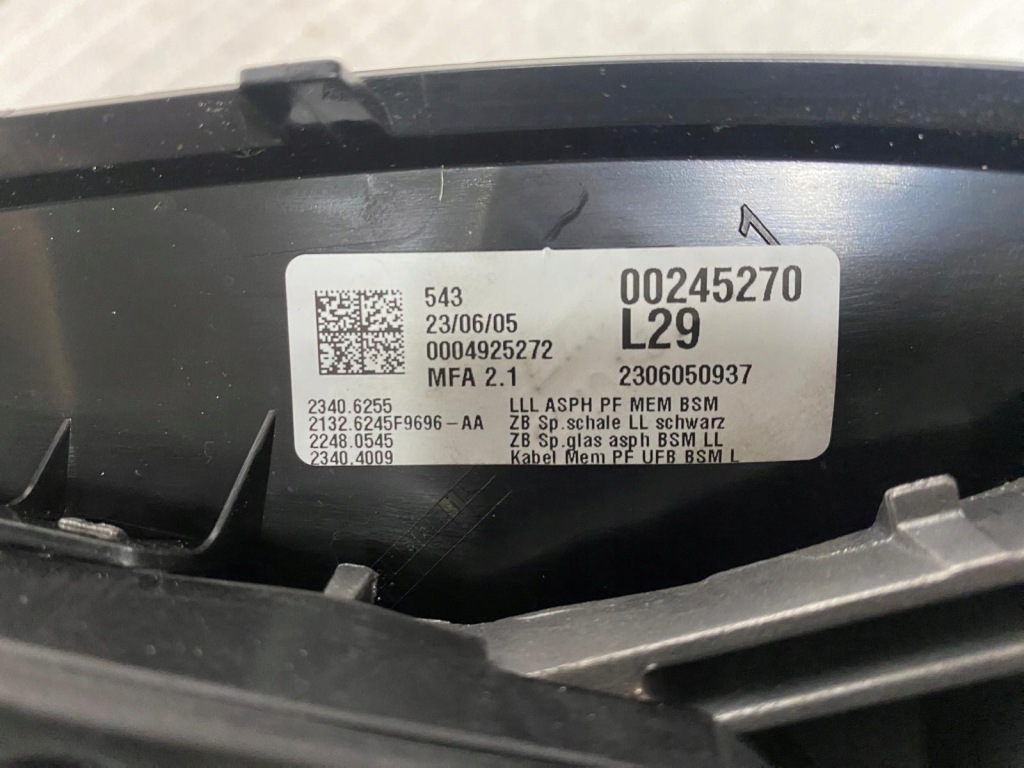 543
23/06/05
0004925272
MFA 2.1
00245270
L29
2306050937
2340.6255 LLL ASPH PF MEM BSM
2132.6245F9696-AA ZB Sp.schale LL schwarz
2248.0545 ZB Sp.glas asph BSM LL
2340.4009 Kabel Mem PF UFB BSM L